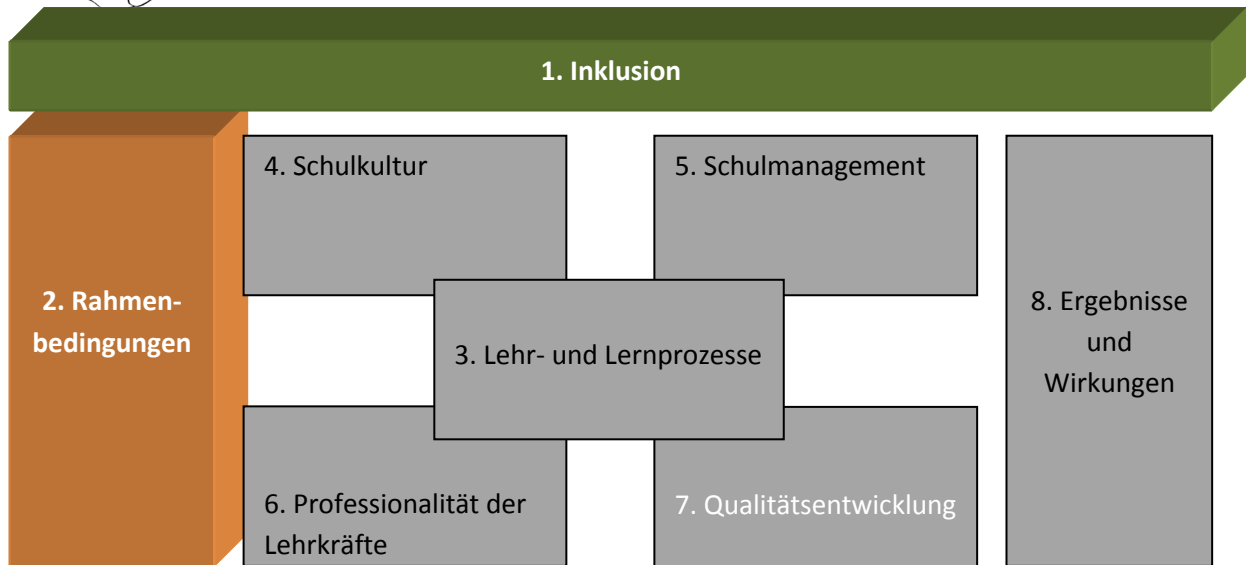 1. Inklusion
2. Rahmen-
bedingungen
4. Schulkultur
5. Schulmanagement
3. Lehr- und Lernprozesse
6. Professionalität der
Lehrkräfte
7. Qualitätsentwicklung
8. Ergebnisse
und
Wirkungen